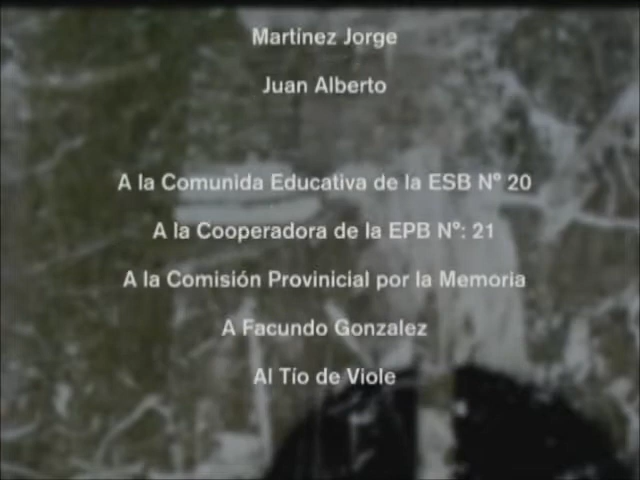 Martínez Jorge
Juan Alberto
A la Comunida Educativa de la ESB Nº 20
A la Cooperadora de la EPB Nº: 21
A la Comisión Provinicial por la Memoria
A Facundo Gonzalez
Al Tío de Viole